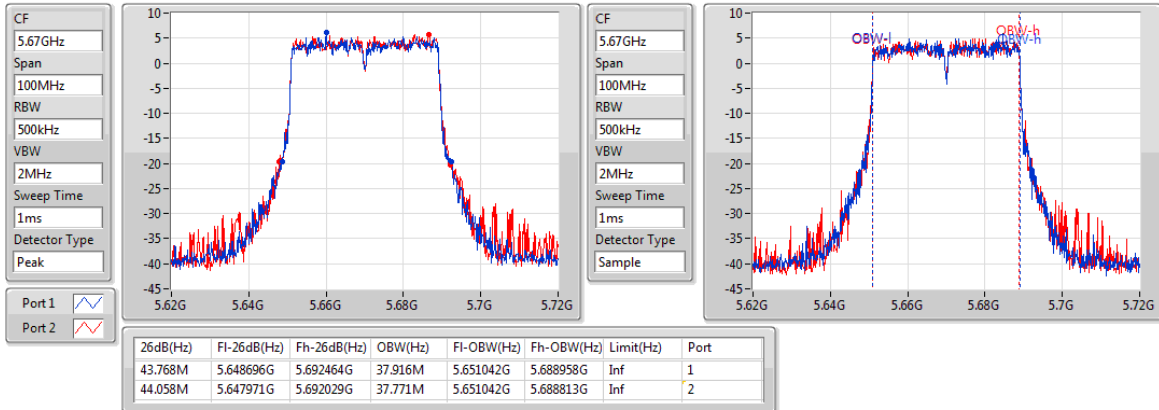 CF
5.67GHz
Span
100MHz
RBW
500kHz
VBW
2MHz
Sweep Time
1ms
Detector Type
Peak
Port 1
Port 2
10
5
0
-5
-10
-15
-20
-25
-30
-35
-40
-45
5.62G 5.64G 5.66G 5.68G 5.7G 5.72G
CF
5.67GHz
Span
100MHz
RBW
500kHz
VBW
2MHz
Sweep Time
1ms
Detector Type
Sample
10
5
0
-5
-10
-15
-20
-25
-30
-35
-40
-45
OBW-l
OBW-h
OBW-h
5.62G 5.64G 5.66G 5.68G 5.7G 5.72G
26dB(Hz) Fl-26dB(Hz) Fh-26dB(Hz) OBW(Hz) Fl-OBW(Hz) Fh-OBW(Hz) Limit(Hz) Port
43.768M 5.648696G 5.692464G 37.916M 5.651042G 5.688958G Inf 1
44.058M 5.647971G 5.692029G 37.771M 5.651042G 5.688813G Inf 2